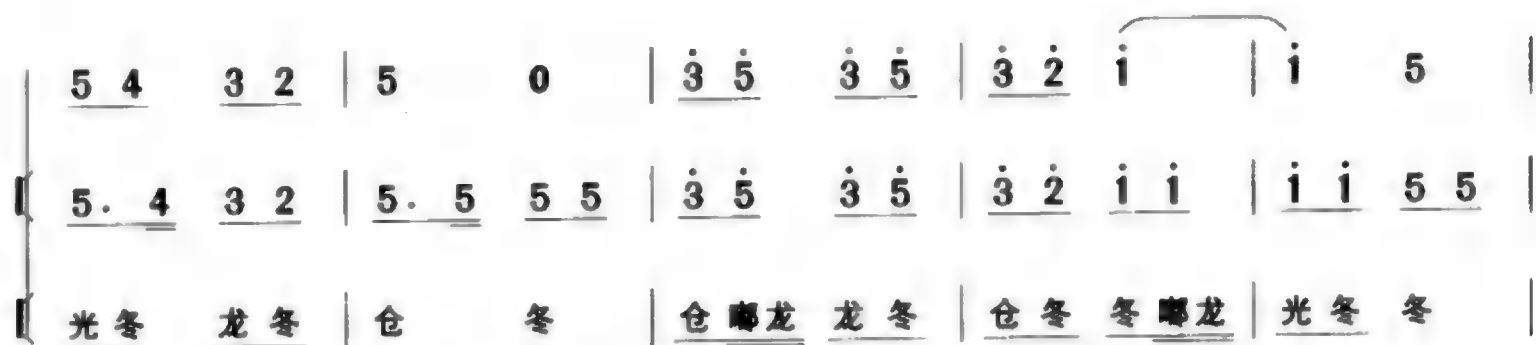 5 4 3 2 | 5 0 | 3̇ 5̇ 3̇ 5̇ | 3̇ 2̇ 1̇ | 1̇ 5 |
5. 4 3 2 | 5. 5 5 5 | 3̇ 5̇ 3̇ 5̇ | 3̇ 2̇ 1̇ 1̇ | 1̇ 1̇ 5 5 |
光冬 龙冬 | 仓 冬 | 仓嘟龙 龙冬 | 仓冬 冬嘟龙 | 光冬 冬 |